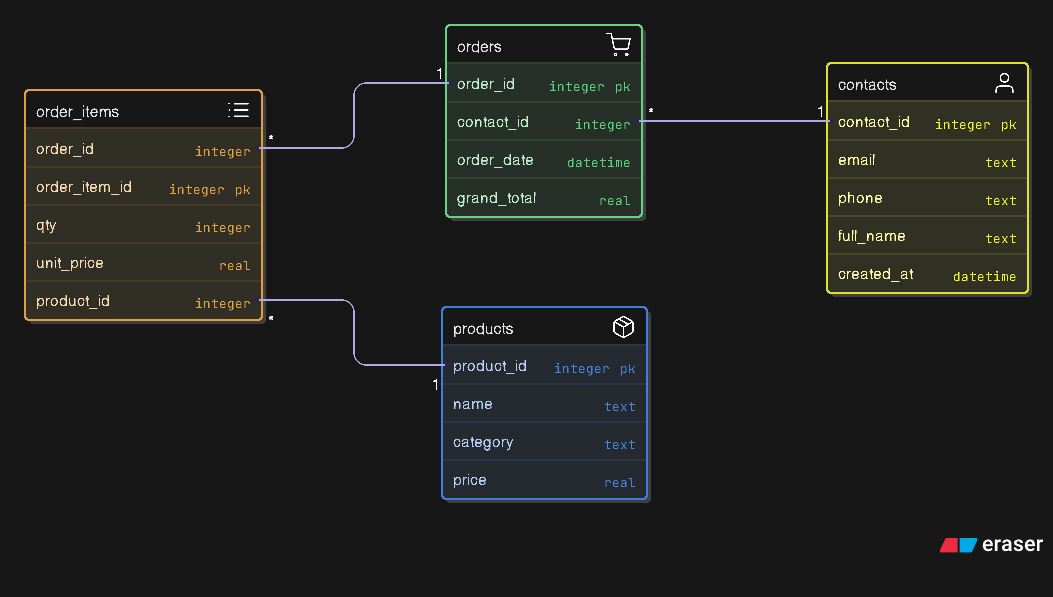 order_items
order_id integer
order_item_id integer pk
qty integer
unit_price real
product_id integer
*
*
orders
1
order_id integer pk
contact_id integer
order_date datetime
grand_total real
*
1
contacts
contact_id integer pk
email text
phone text
full_name text
created_at datetime
products
product_id integer pk
1
name text
category text
price real
eraser